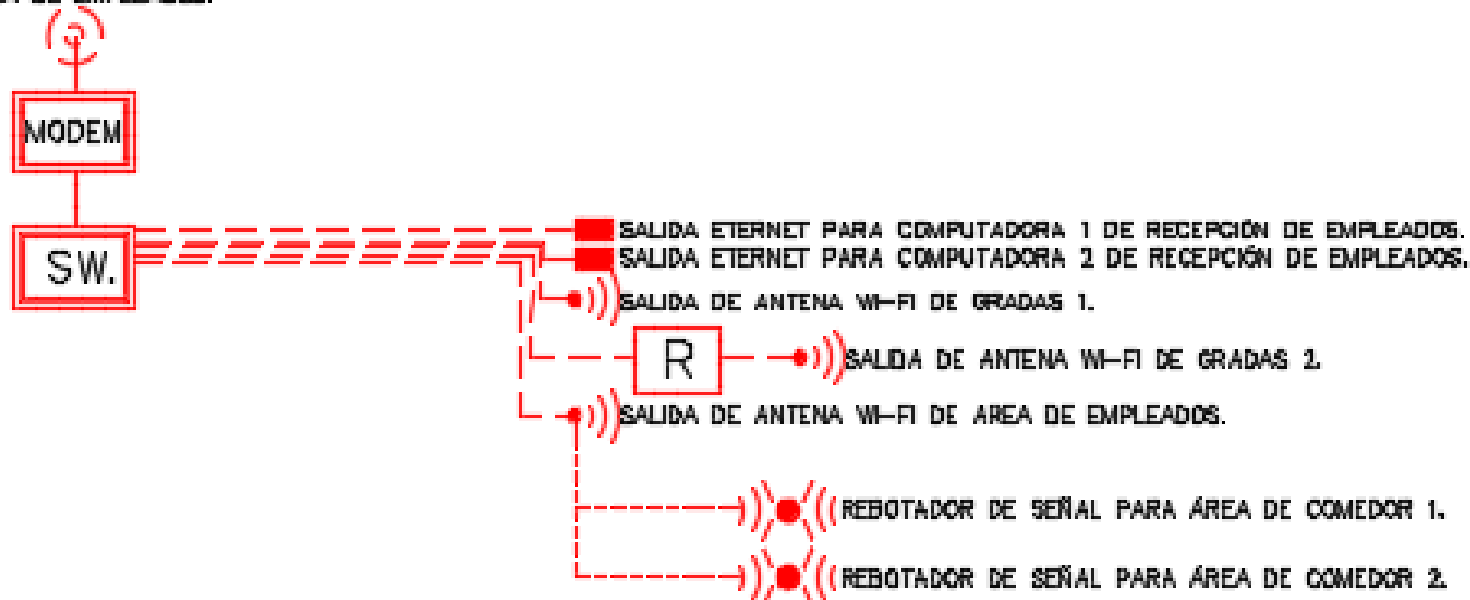 MODEM
SW.
SALIDA ETERNET PARA COMPUTADORA 1 DE RECEPCIÓN DE EMPLEADOS.
SALIDA ETERNET PARA COMPUTADORA 2 DE RECEPCIÓN DE EMPLEADOS.
SALIDA DE ANTENA WI-FI DE GRADAS 1.
R
SALIDA DE ANTENA WI-FI DE GRADAS 2.
SALIDA DE ANTENA WI-FI DE AREA DE EMPLEADOS.
REBOTADOR DE SEÑAL PARA ÁREA DE COMEDOR 1.
REBOTADOR DE SEÑAL PARA ÁREA DE COMEDOR 2.